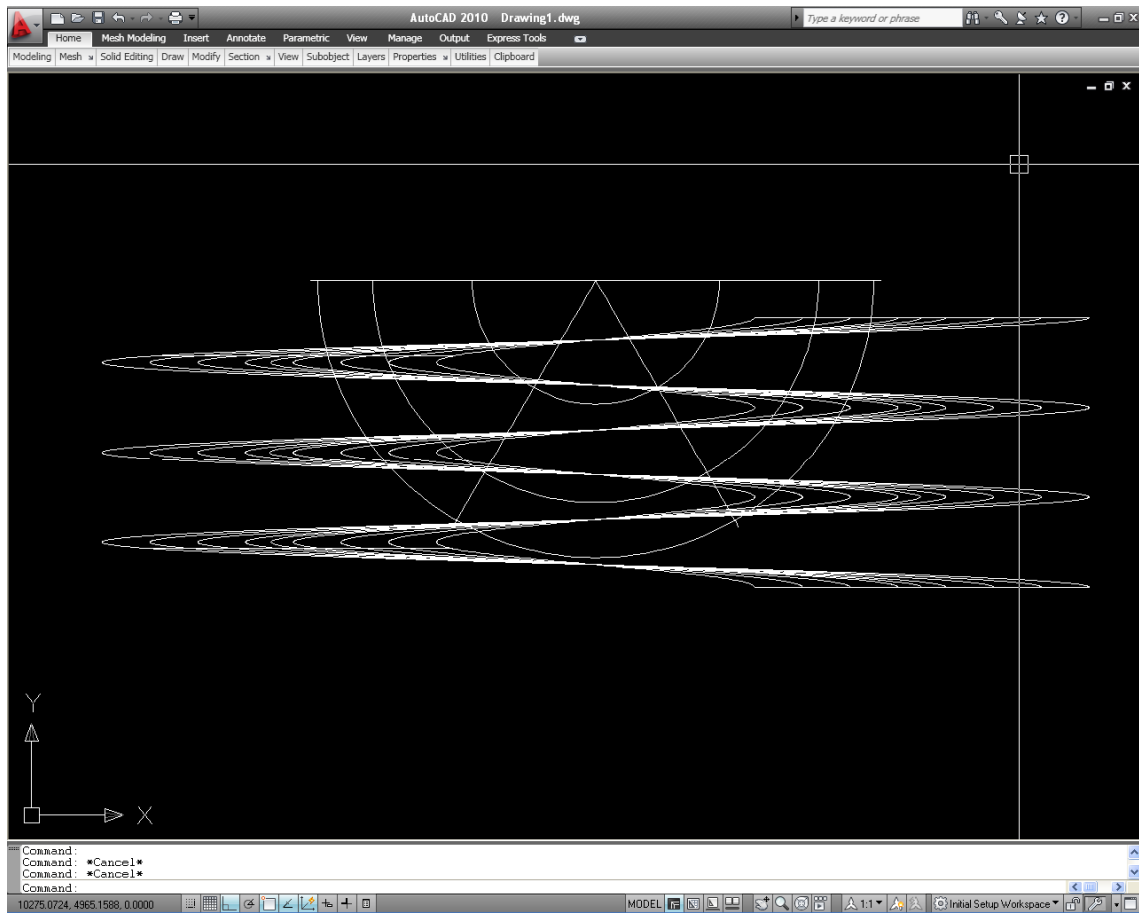 AutoCAD 2010 Drawing1.dwg
Type a keyword or phrase
Home Mesh Modeling Insert Annotate Parametric View Manage Output Express Tools
Modeling Mesh Solid Editing Draw Modify Section View Subobject Layers Properties Utilities Clipboard
Y
X
Command:
Command: *Cancel*
Command: *Cancel*
Command:
10275.0724, 4965.1588, 0.0000 MODEL 1:1 Initial Setup Workspace